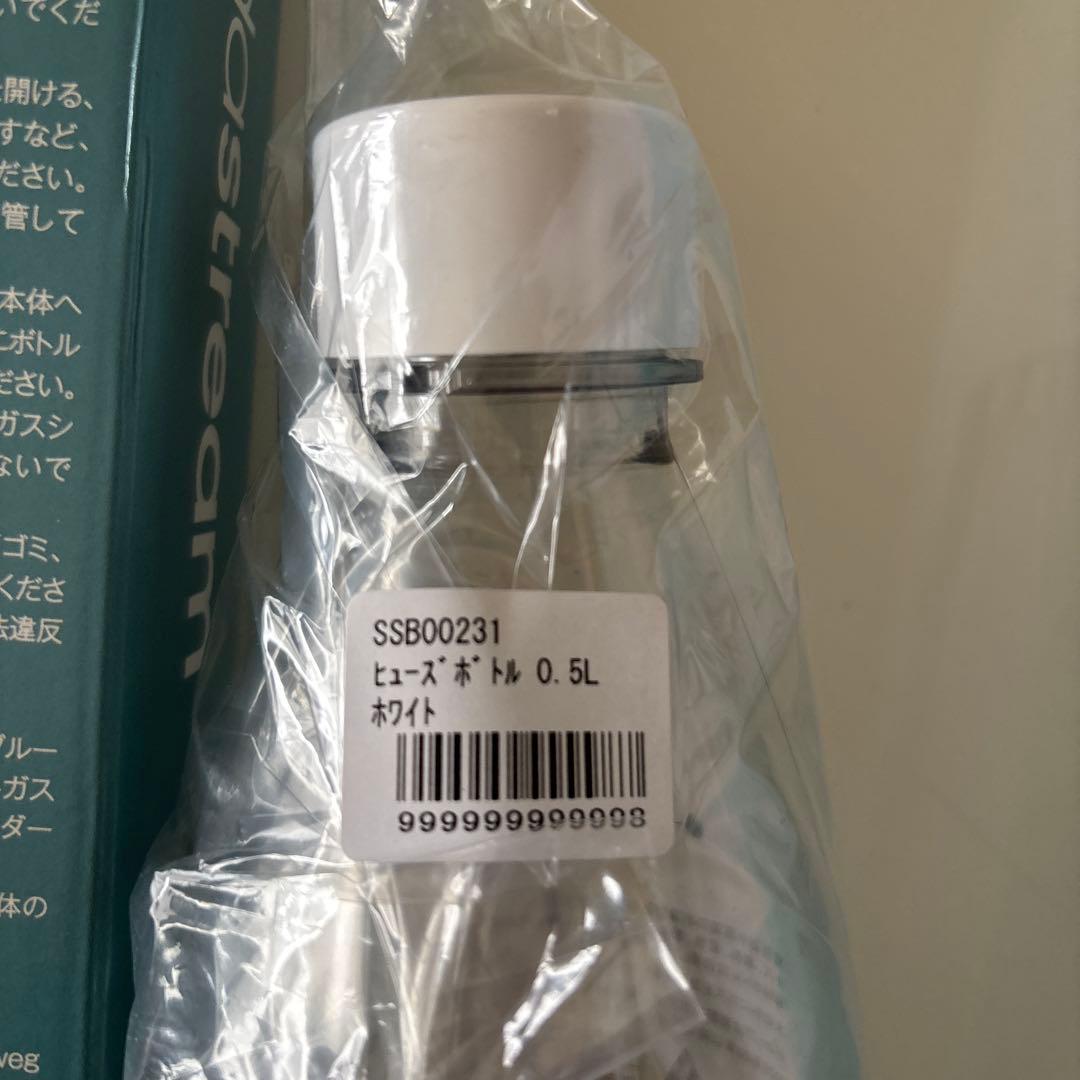 いでくだ
開ける、
すなど、
ださい。
管して
本体へ
ボトル
ださい。
ガスシ
ないで
ゴミ、
くださ
法違反
ブルー
ガス
ダー
体の
weg
astream
SSB00231
ﾋｭｰｽﾞﾎﾞﾄﾙ 0.5L
ﾎﾜｲﾄ
9999999999998